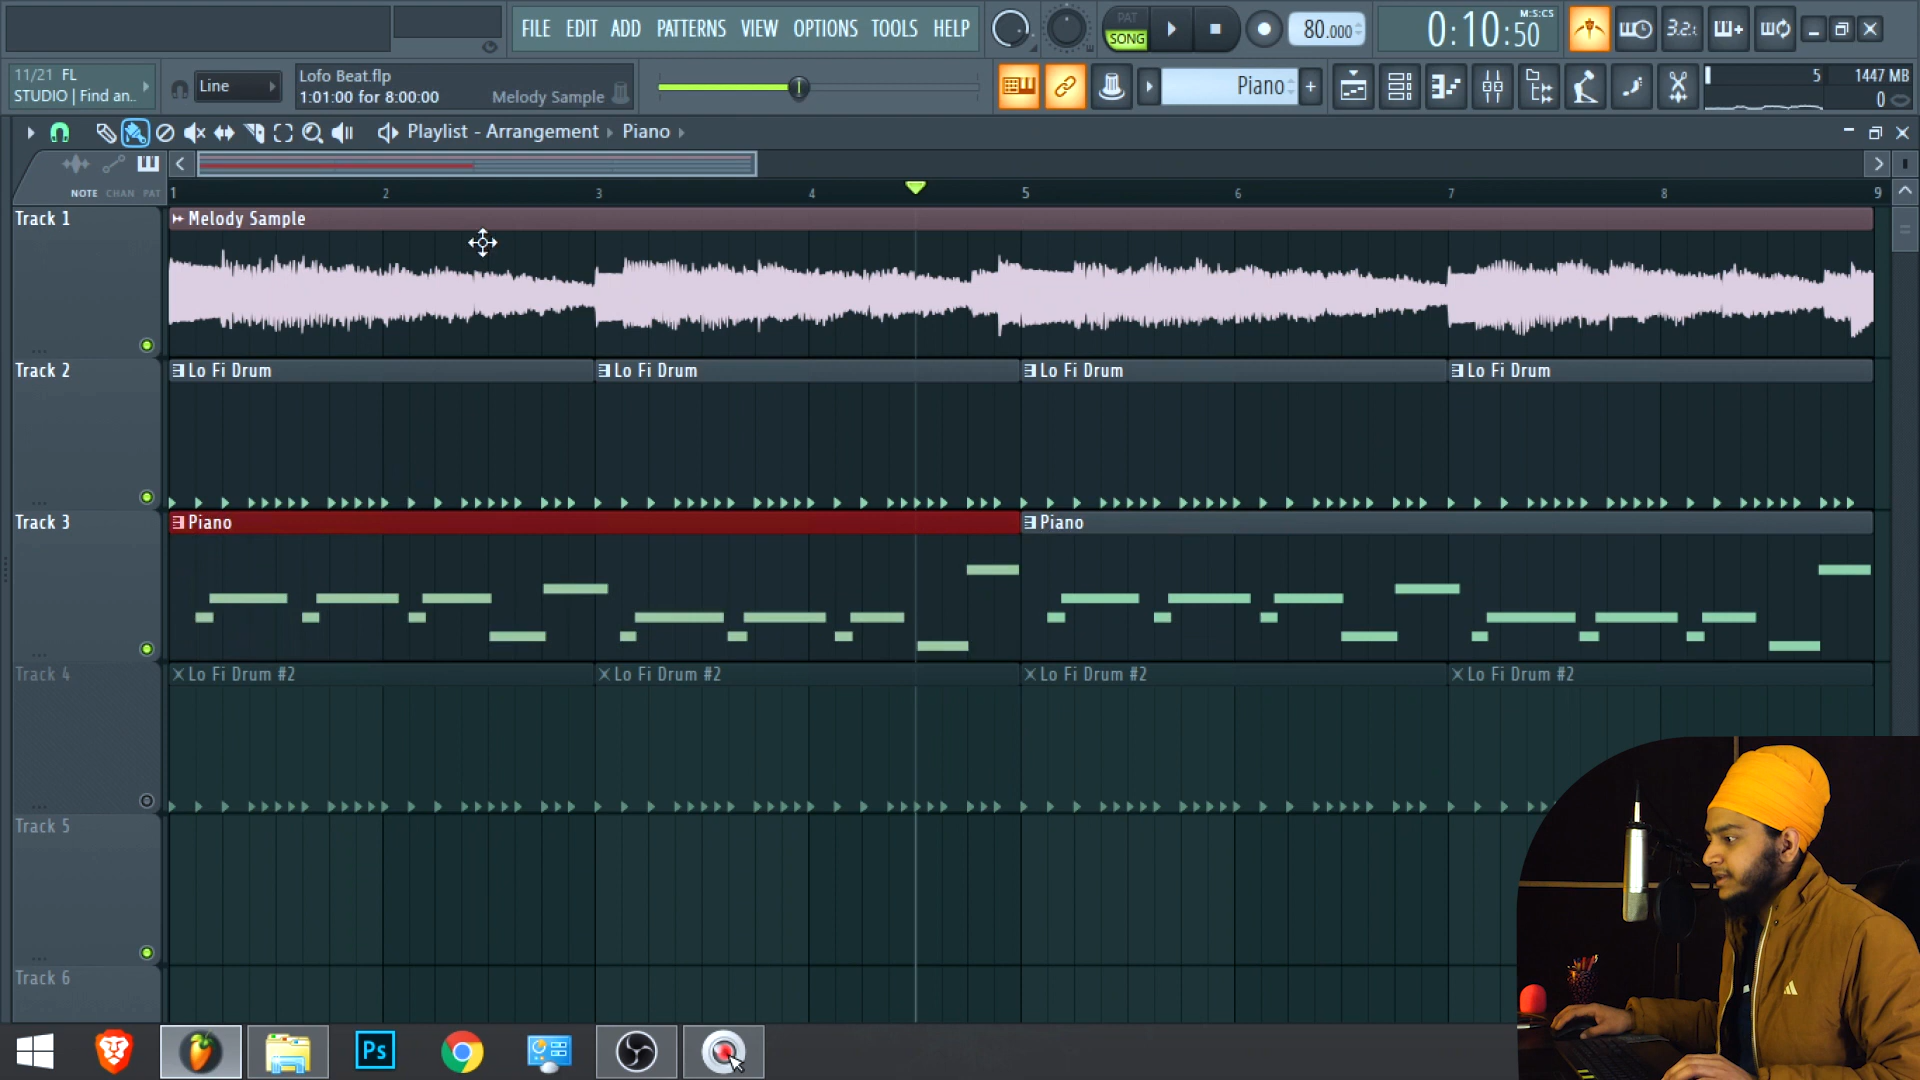 FILE EDIT ADD PATTERNS VIEW OPTIONS TOOLS HELP
PAT
SONG
80.000
M:S:CS
0:10:50
3.2.
11/21 FL
STUDIO | Find an..
Line
Lofo Beat.flp
1:01:00 for 8:00:00
Melody Sample
Piano
5
1447 MB
0
Playlist - Arrangement Piano
NOTE CHAN PAT
1 2 3 4 5 6 7 8 9
Track 1
Melody Sample
Track 2
Lo Fi Drum Lo Fi Drum Lo Fi Drum Lo Fi Drum
Track 3
Piano Piano
Track 4
Lo Fi Drum #2 Lo Fi Drum #2 Lo Fi Drum #2 Lo Fi Drum #2
Track 5
Track 6
Ps